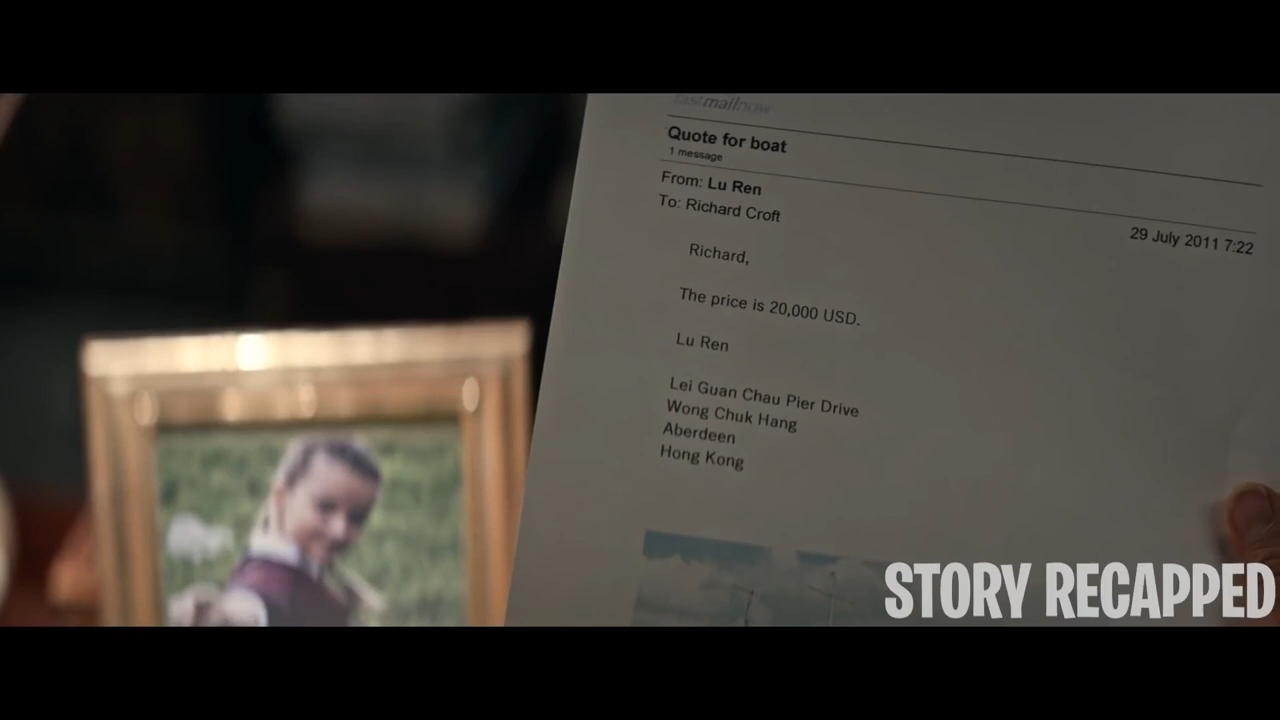 fastmailnow
Quote for boat
1 message
From: Lu Ren
To: Richard Croft
29 July 2011 7:22
Richard,
The price is 20,000 USD.
Lu Ren
Lei Guan Chau Pier Drive
Wong Chuk Hang
Aberdeen
Hong Kong
STORY RECAPPED